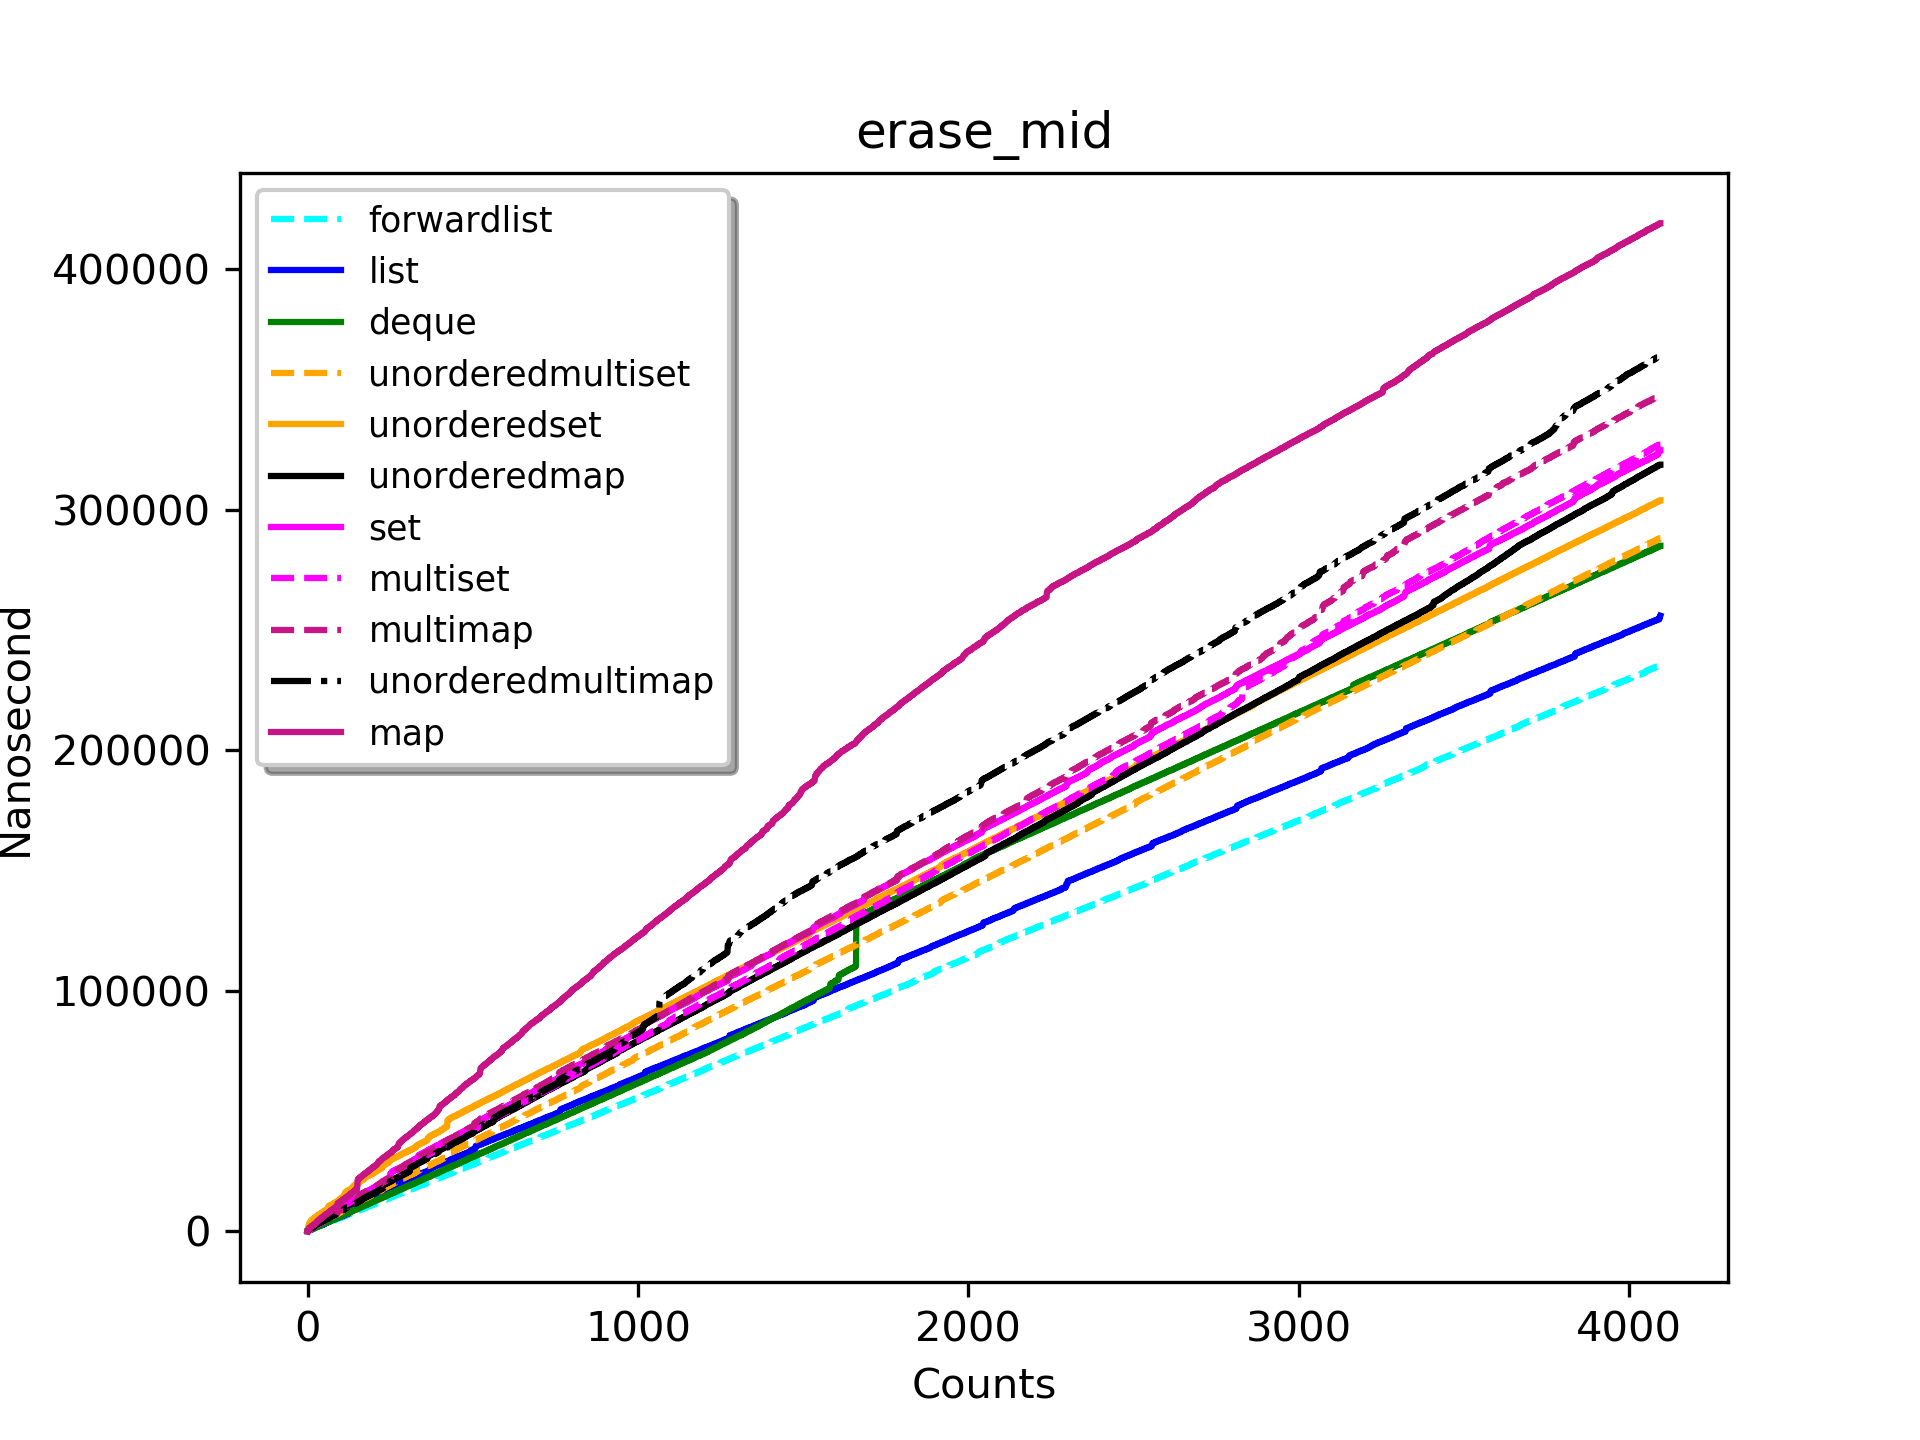 erase_mid
forwardlist
list
deque
unorderedmultiset
unorderedset
unorderedmap
set
multiset
multimap
unorderedmultimap
map
400000
300000
200000
100000
0
Nanosecond
0 1000 2000 3000 4000
Counts